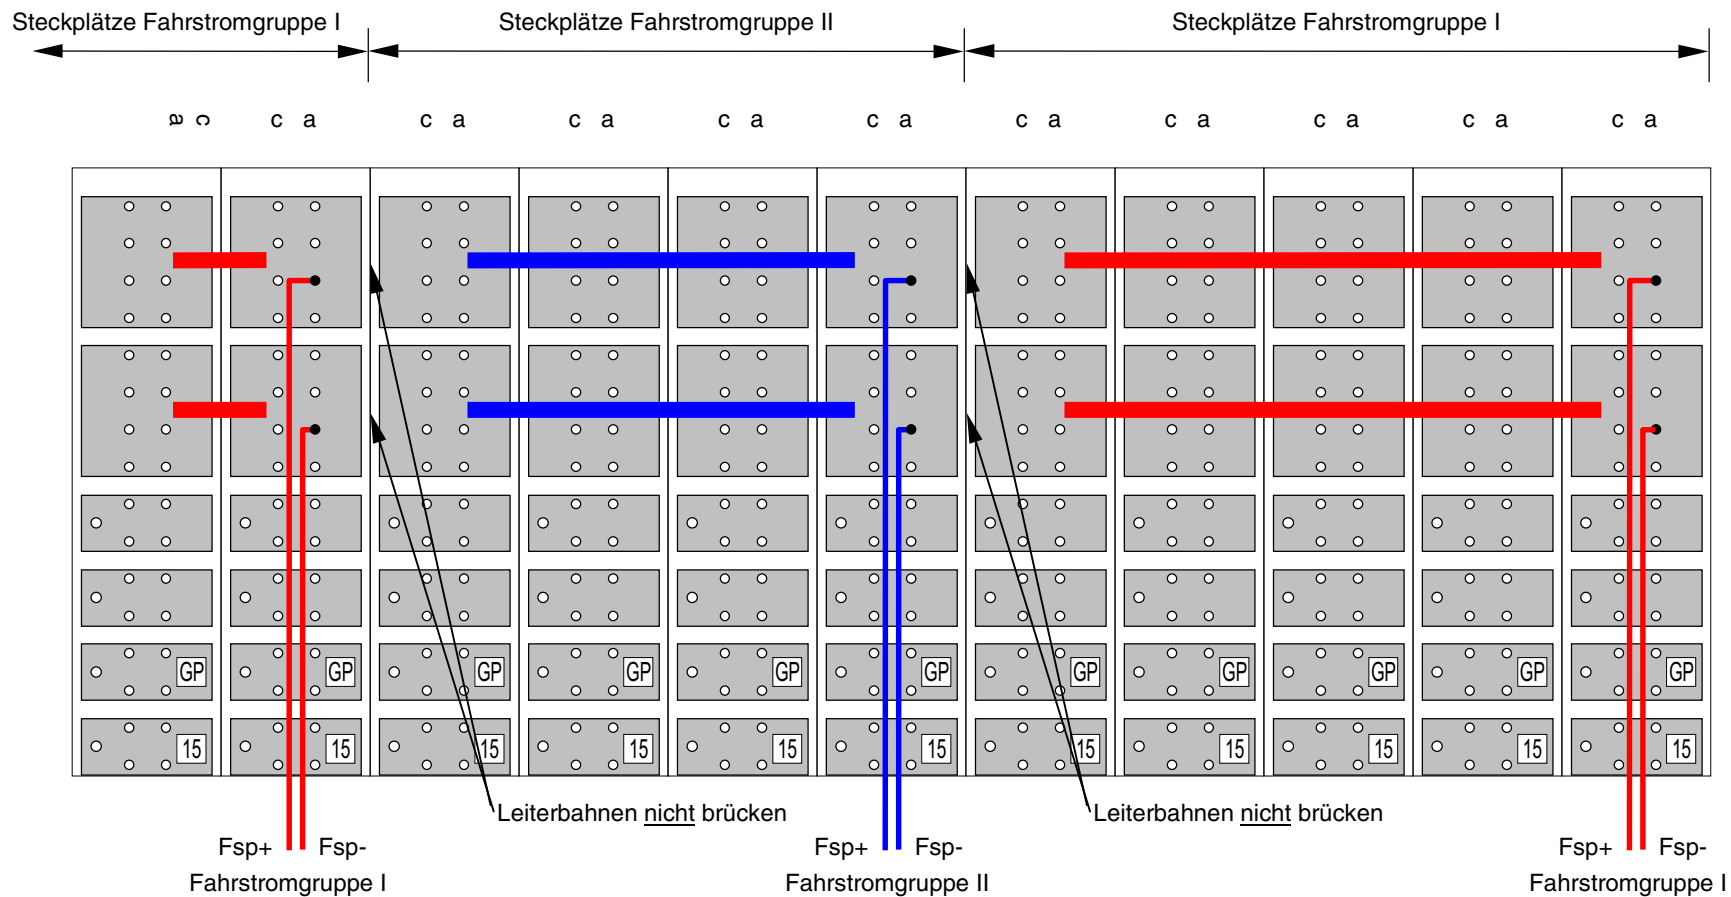 Steckplätze Fahrstromgruppe I Steckplätze Fahrstromgruppe II Steckplätze Fahrstromgruppe I
a c c a c a c a c a c a c a c a c a c a c a
GP GP GP GP GP GP GP GP GP GP GP
15 15 15 15 15 15 15 15 15 15 15
Leiterbahnen nicht brücken Leiterbahnen nicht brücken
Fsp+ Fsp- Fsp+ Fsp- Fsp+ Fsp-
Fahrstromgruppe I Fahrstromgruppe II Fahrstromgruppe I